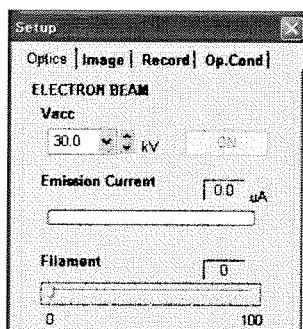 Setup
Optics Image Record Op.Cond
ELECTRON BEAM
Vacc
30.0 kV ON
Emission Current 0.0 uA
Filament 0
0 100